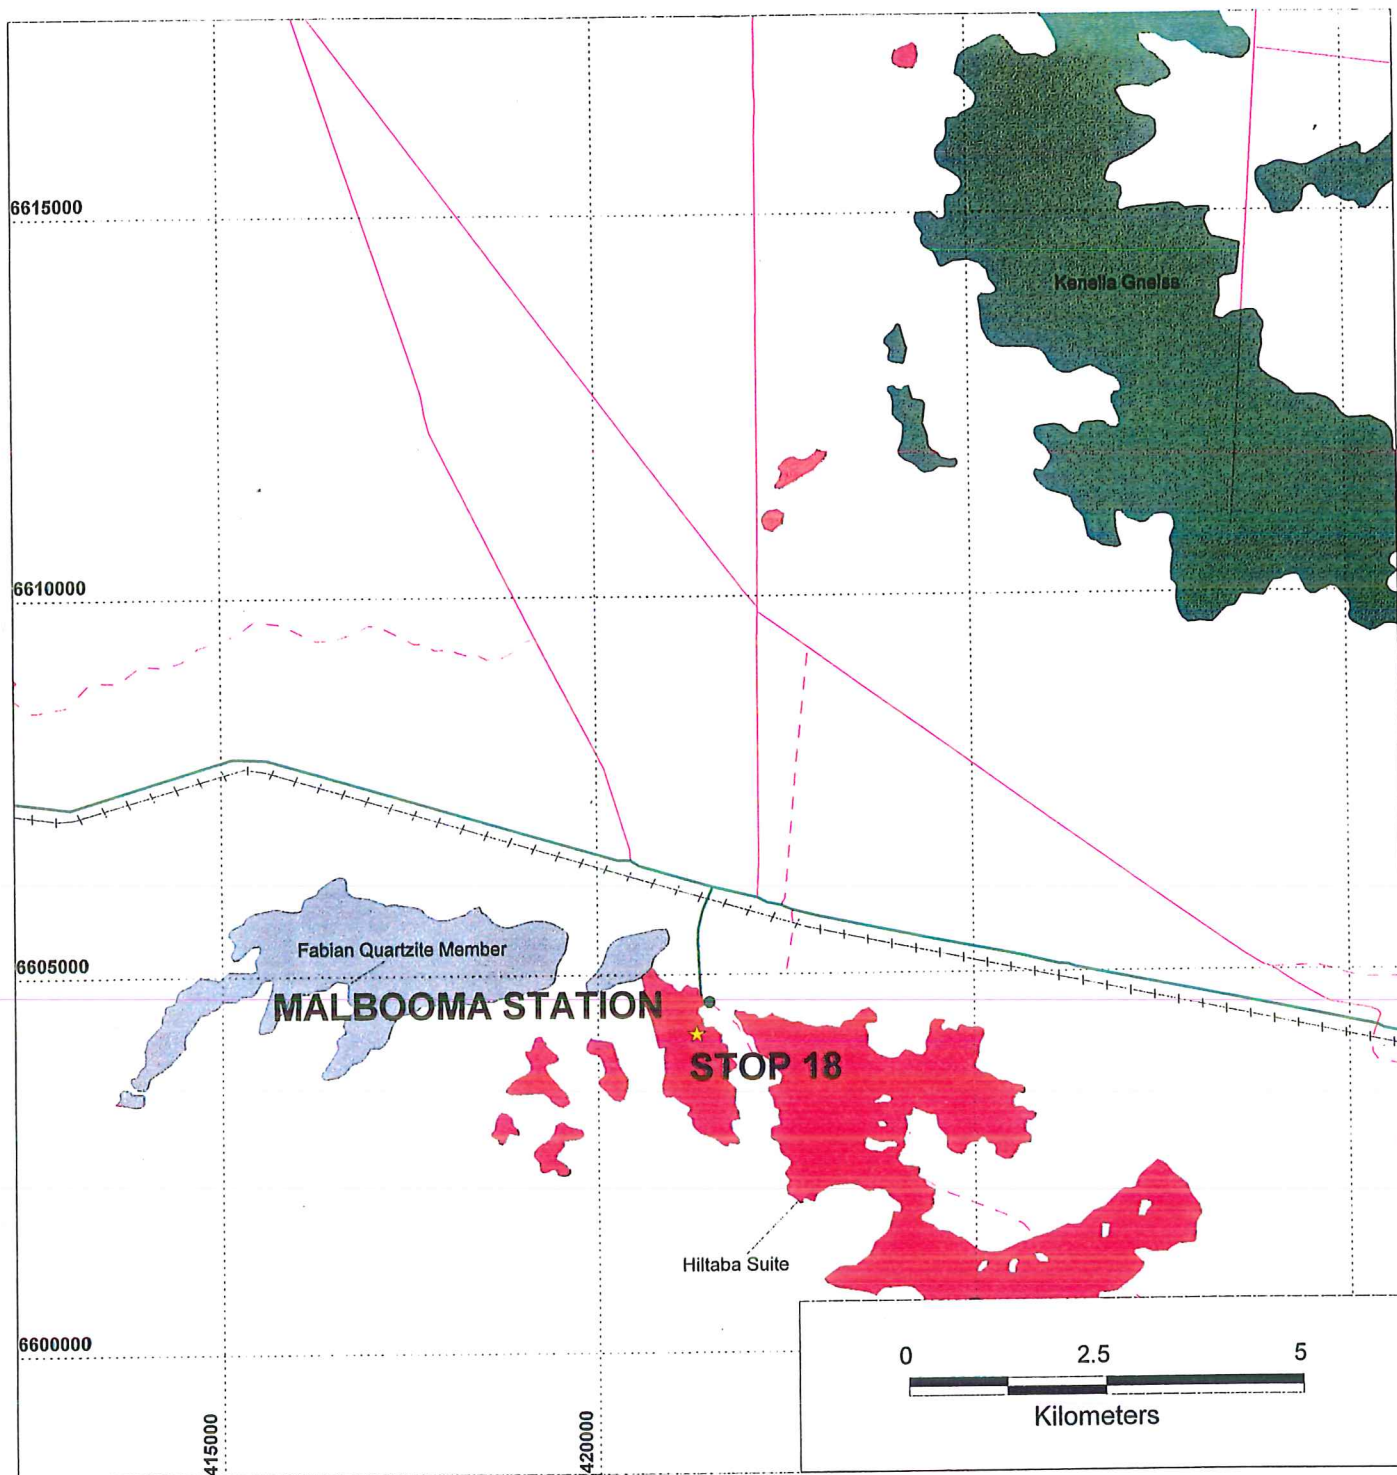 6615000
Kenella Gneiss
6610000
Fabian Quartzite Member
6605000
MALBOOMA STATION
STOP 18
Hiltaba Suite
6600000
0 2.5 5
Kilometers
415000
420000